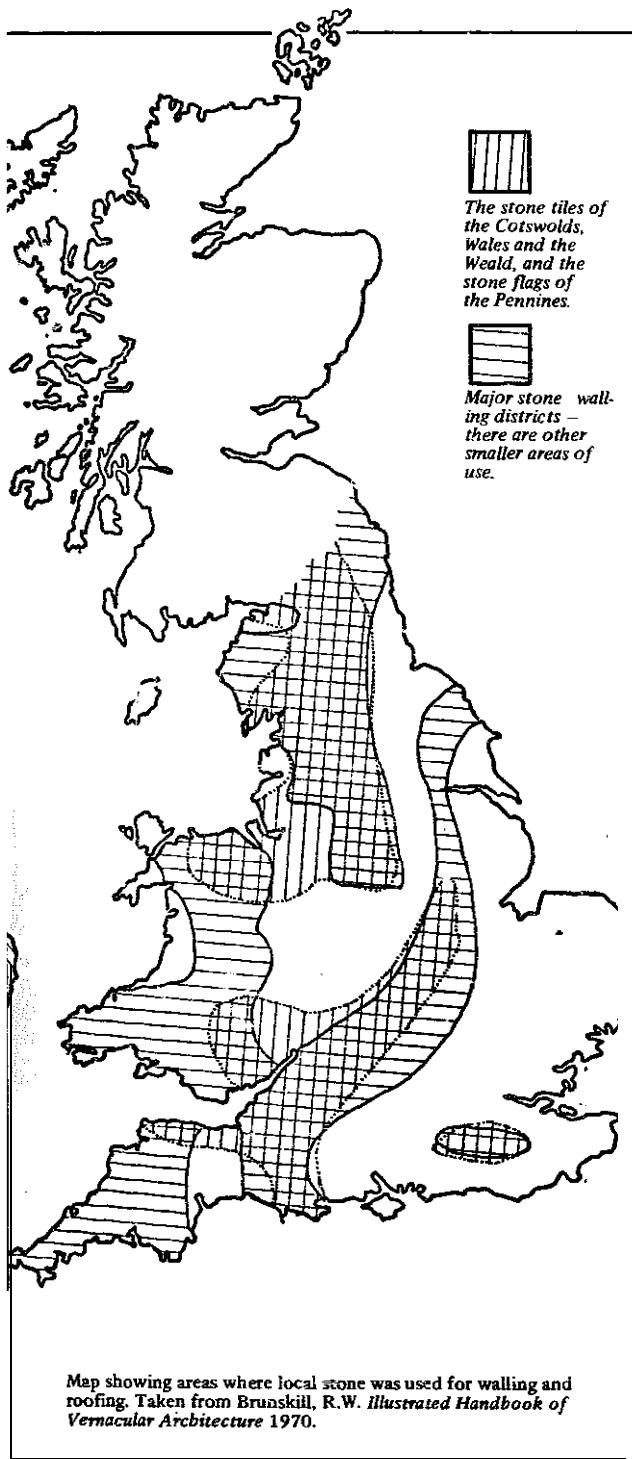 The stone tiles of
the Cotswolds,
Wales and the
Weald, and the
stone flags of
the Pennines.
Major stone wall-
ing districts —
there are other
smaller areas of
use.
Map showing areas where local stone was used for walling and
roofing. Taken from Brunskill, R.W. Illustrated Handbook of
Vernacular Architecture 1970.